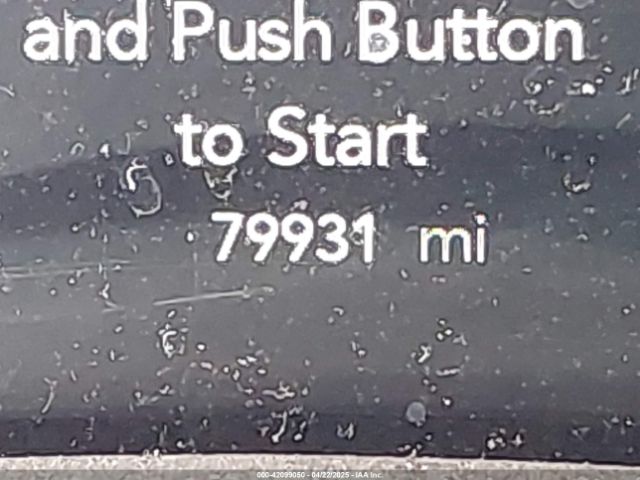 and Push Button
to Start
79931 mi
000-42099050 - 04/22/2025 - IAA Inc.